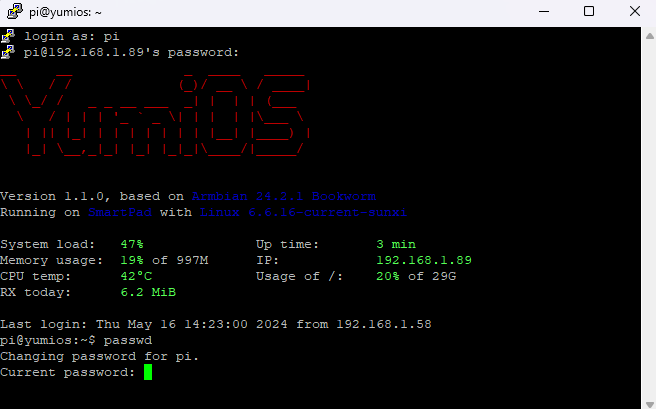 pi@yumios: ~
login as: pi
pi@192.168.1.89's password:
YumiOS
Version 1.1.0, based on Armbian 24.2.1 Bookworm
Running on SmartPad with Linux 6.6.16-current-sunxi
System load: 47% Up time: 3 min
Memory usage: 19% of 997M IP: 192.168.1.89
CPU temp: 42°C Usage of /: 20% of 29G
RX today: 6.2 MiB
Last login: Thu May 16 14:23:00 2024 from 192.168.1.58
pi@yumios:~$ passwd
Changing password for pi.
Current password: